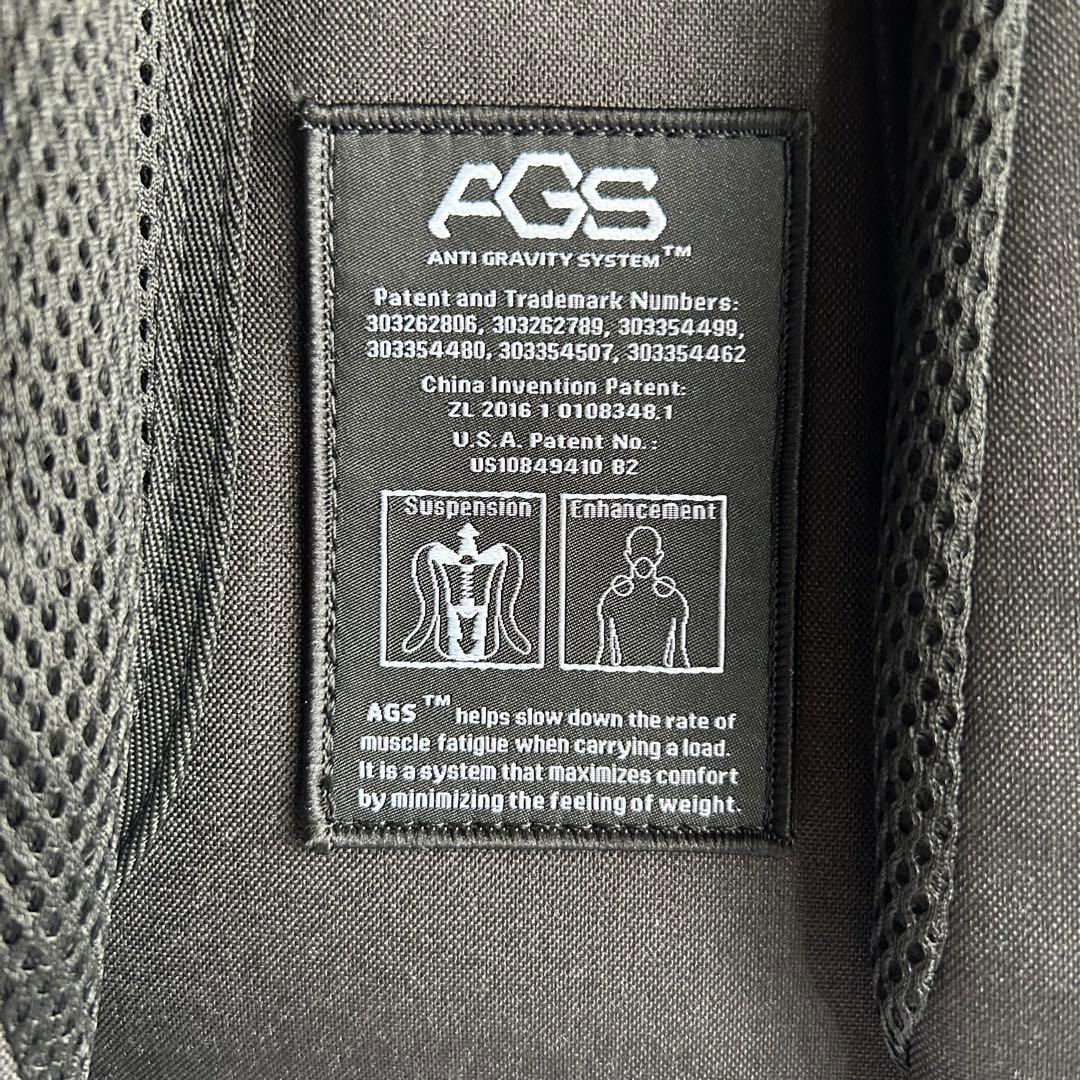 AGS
ANTI GRAVITY SYSTEM™
Patent and Trademark Numbers:
303262806, 303262789, 303354499,
303354480, 303354507, 303354462
China Invention Patent:
ZL 2016 1 0108348.1
U.S.A. Patent No.:
US10849410 B2
Suspension
Enhancement
AGS™ helps slow down the rate of
muscle fatigue when carrying a load.
It is a system that maximizes comfort
by minimizing the feeling of weight.